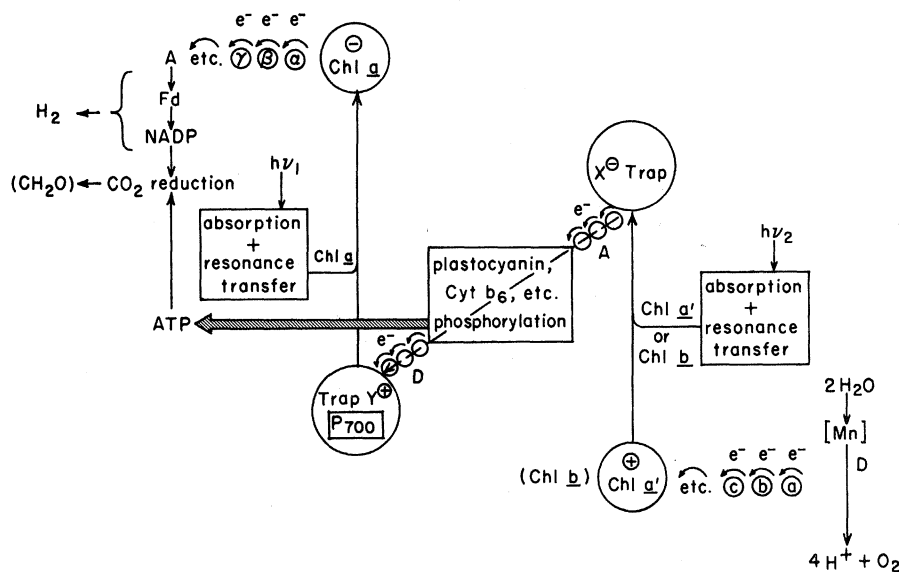 e⁻ e⁻ e⁻
A etc. γ β α
⊖
Chl a
Fd
H₂
NADP
(CH₂O) CO₂ reduction
hν₁
absorption
+
resonance
transfer
Chl a
ATP
X⊖ Trap
e⁻
A
plastocyanin,
Cyt b₆, etc.
phosphorylation
e⁻
D
Trap Y⊕
P₇₀₀
hν₂
absorption
+
resonance
transfer
Chl a'
or
Chl b
2H₂O
[Mn]
D
4H⁺ + O₂
⊕
(Chl b) Chl a'
e⁻ e⁻ e⁻
etc. c b a